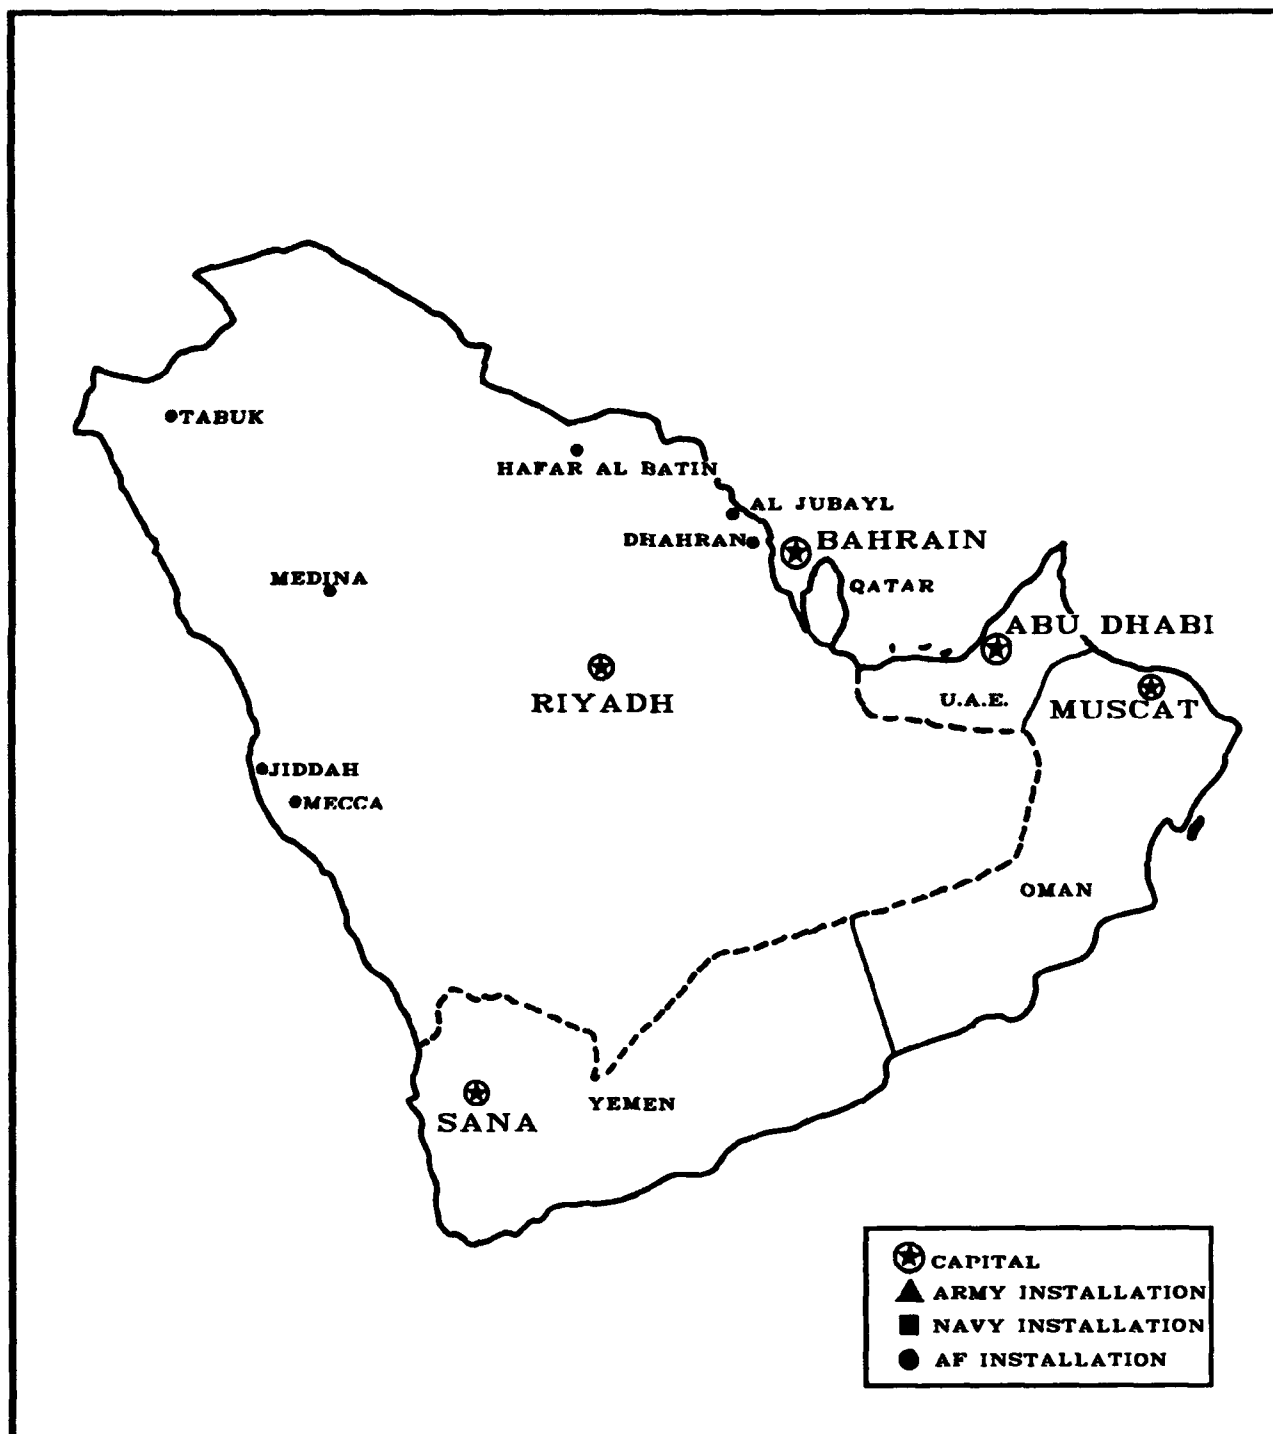 TABUK
HAFAR AL BATIN
AL JUBAYL
DHAHRAN
BAHRAIN
MEDINA
QATAR
ABU DHABI
RIYADH
U.A.E.
MUSCAT
JIDDAH
MECCA
OMAN
YEMEN
SANA
CAPITAL
ARMY INSTALLATION
NAVY INSTALLATION
AF INSTALLATION